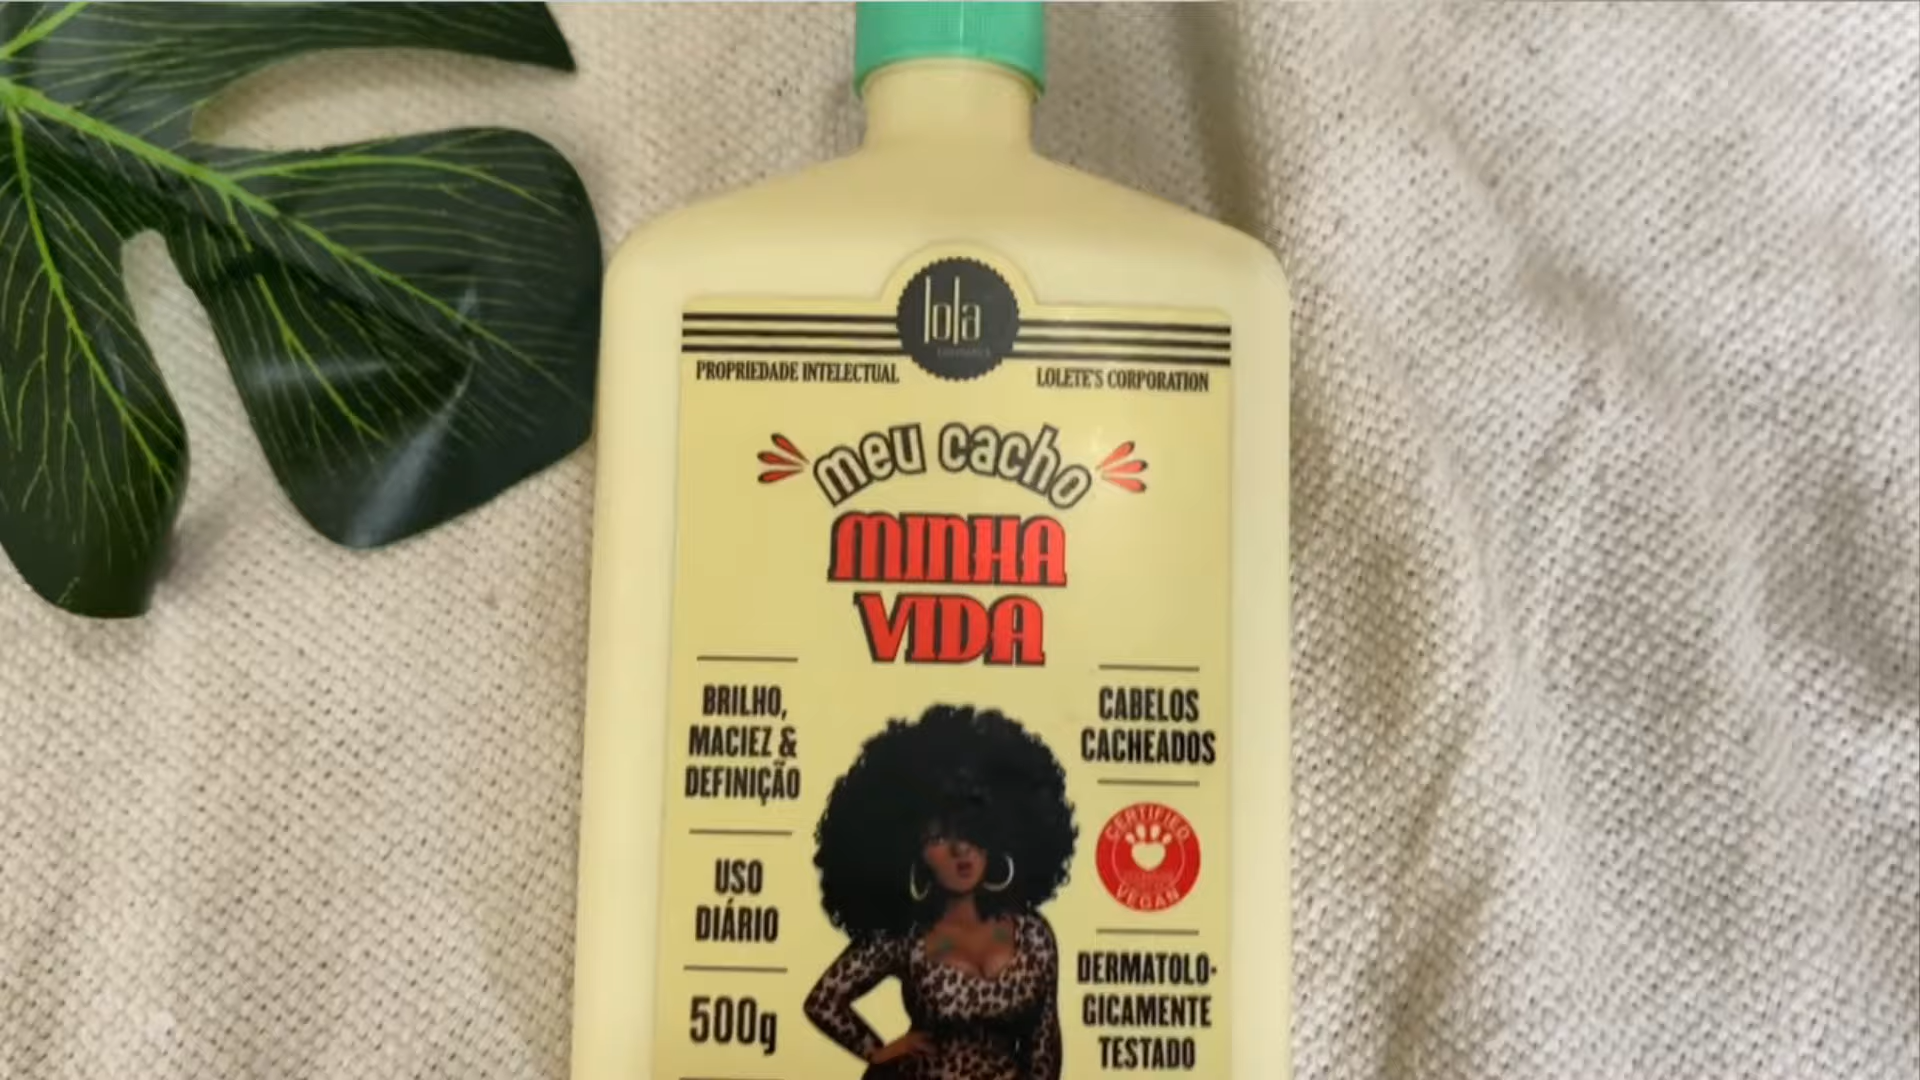 lola
PROPRIEDADE INTELECTUAL
LOLETE'S CORPORATION
meu cacho
MINHA
VIDA
BRILHO,
MACIEZ &
DEFINIÇÃO
USO
DIÁRIO
500g
CABELOS
CACHEADOS
CERTIFIED
VEGAN
DERMATOLO-
GICAMENTE
TESTADO